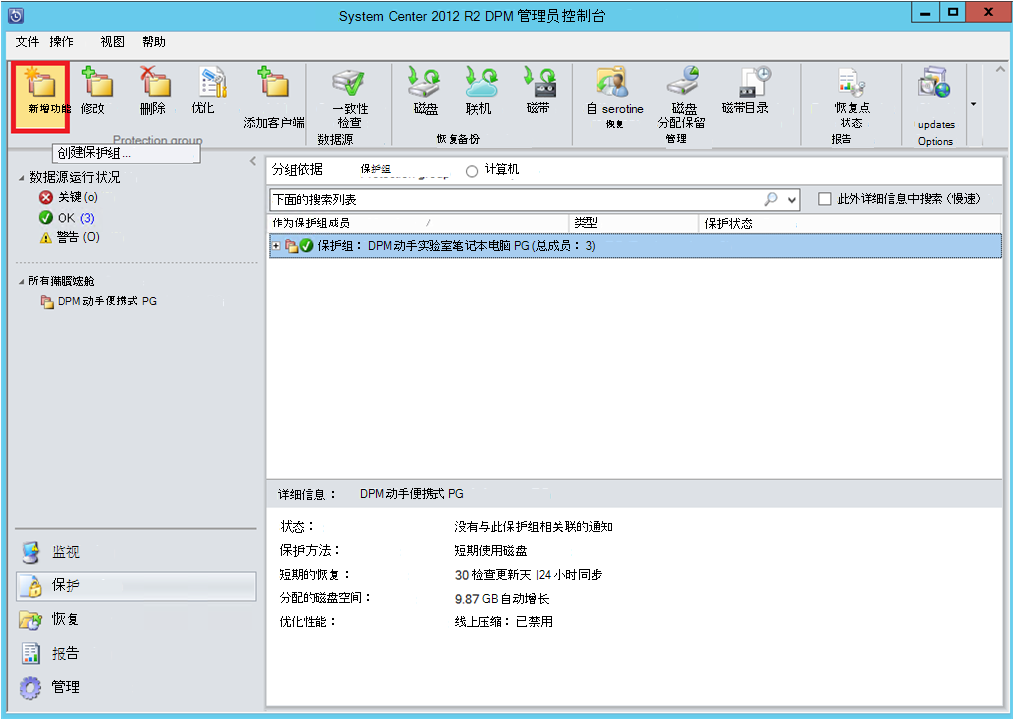 System Center 2012 R2 DPM 管理员控制台
文件 操作 视图 帮助
新增功能 修改 删除 优化 添加客户端
Protection group
一致性
检查
数据源
磁盘 联机 磁带
恢复备份
自 serotine
恢复
磁盘
分配保留
磁带目录
管理
恢复点
状态
报告
updates
Options
创建保护组...
数据源运行状况
关键 (o)
OK (3)
警告 (O)
所有
DPM 动手便携式 PG
监视
保护
恢复
报告
管理
分组依据 保护组 计算机
下面的搜索列表 此外详细信息中搜索 (慢速)
作为保护组成员 / 类型 保护状态
保护组: DPM动手实验室笔记本电脑 PG (总成员: 3)
详细信息: DPM动手便携式 PG
状态: 没有与此保护组相关联的通知
保护方法: 短期使用磁盘
短期的恢复: 30 检查更新天 |24 小时同步
分配的磁盘空间: 9.87 GB 自动增长
优化性能: 线上压缩: 已禁用